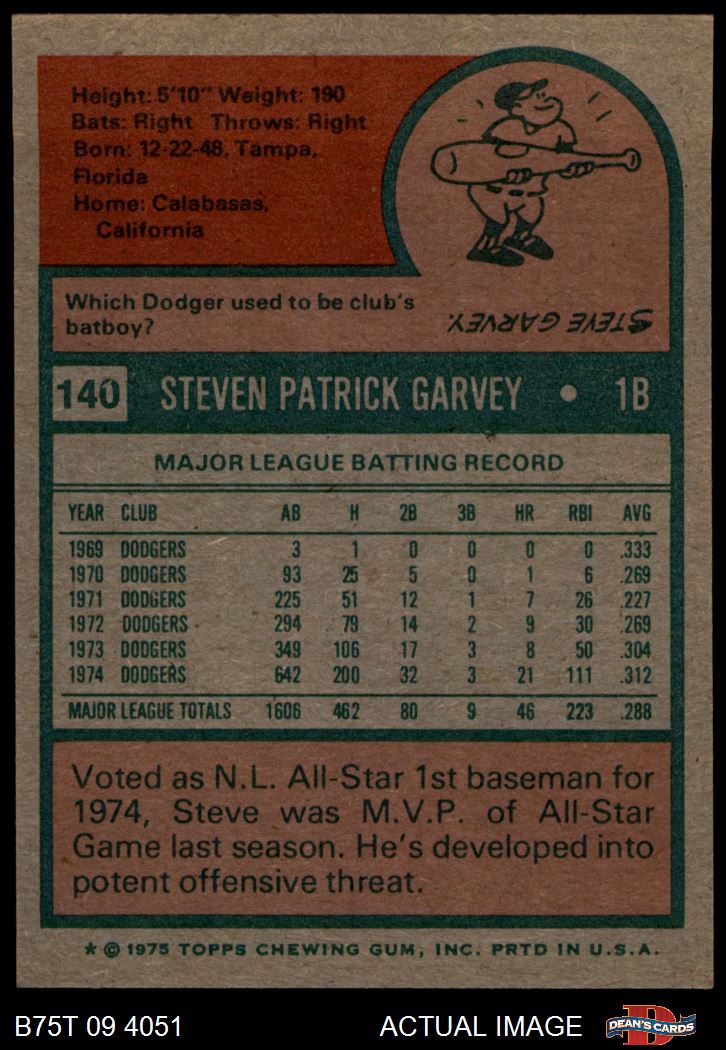 Height: 5'10" Weight: 190
Bats: Right Throws: Right
Born: 12-22-48, Tampa,
Florida
Home: Calabasas,
California
Which Dodger used to be club's
batboy?
STEVE GARVEY.
140 STEVEN PATRICK GARVEY • 1B
MAJOR LEAGUE BATTING RECORD
YEAR CLUB AB H 2B 3B HR RBI AVG
1969 DODGERS 3 1 0 0 0 0 .333
1970 DODGERS 93 25 5 0 1 6 .269
1971 DODGERS 225 51 12 1 7 26 .227
1972 DODGERS 294 79 14 2 9 30 .269
1973 DODGERS 349 106 17 3 8 50 .304
1974 DODGERS 642 200 32 3 21 111 .312
MAJOR LEAGUE TOTALS 1606 462 80 9 46 223 .288
Voted as N.L. All-Star 1st baseman for
1974, Steve was M.V.P. of All-Star
Game last season. He's developed into
potent offensive threat.
* © 1975 TOPPS CHEWING GUM, INC. PRTD IN U.S.A.
B75T 09 4051 ACTUAL IMAGE D DEAN'S CARDS